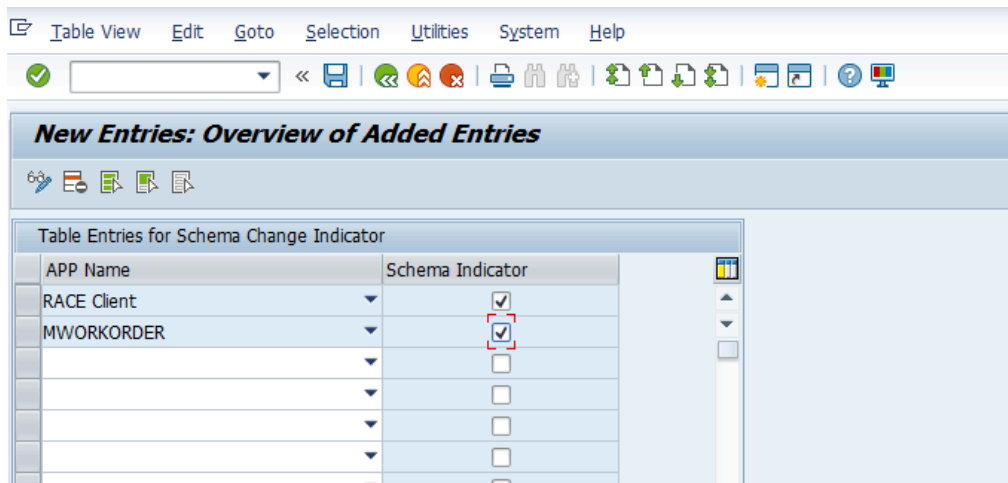 Table View Edit Goto Selection Utilities System Help
New Entries: Overview of Added Entries
Table Entries for Schema Change Indicator
APP Name Schema Indicator
RACE Client
MWORKORDER